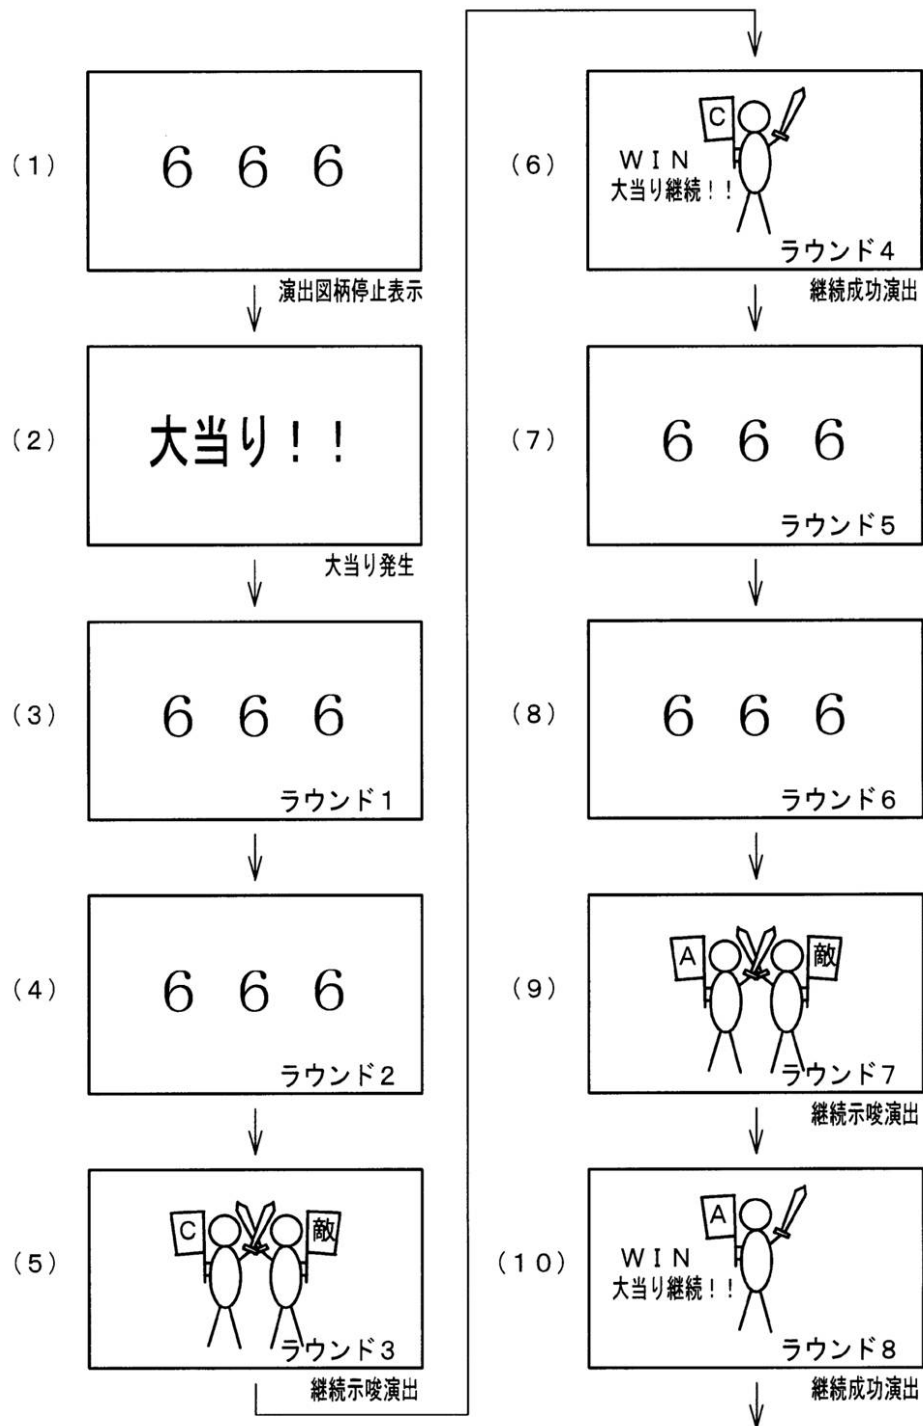 (1)
6 6 6
演出図柄停止表示
(2)
大当り!!
大当り発生
(3)
6 6 6
ラウンド1
(4)
6 6 6
ラウンド2
(5)
C 敵
ラウンド3
継続示唆演出
(6)
C
WIN
大当り継続!!
ラウンド4
継続成功演出
(7)
6 6 6
ラウンド5
(8)
6 6 6
ラウンド6
(9)
A 敵
ラウンド7
継続示唆演出
(10)
A
WIN
大当り継続!!
ラウンド8
継続成功演出